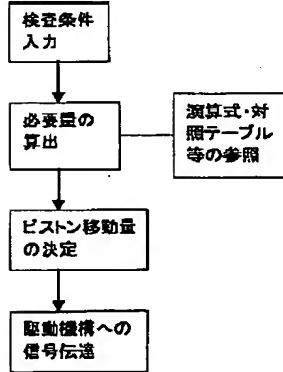 検査条件
入力
必要量の
算出
演算式・対
照テーブル
等の参照
ピストン移動量
の決定
駆動機構への
信号伝達